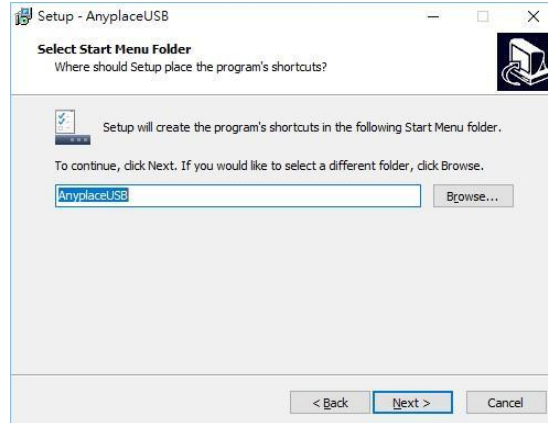 Setup - AnyplaceUSB
Select Start Menu Folder
Where should Setup place the program's shortcuts?
Setup will create the program's shortcuts in the following Start Menu folder.
To continue, click Next. If you would like to select a different folder, click Browse.
AnyplaceUSB
Browse...
< Back
Next >
Cancel